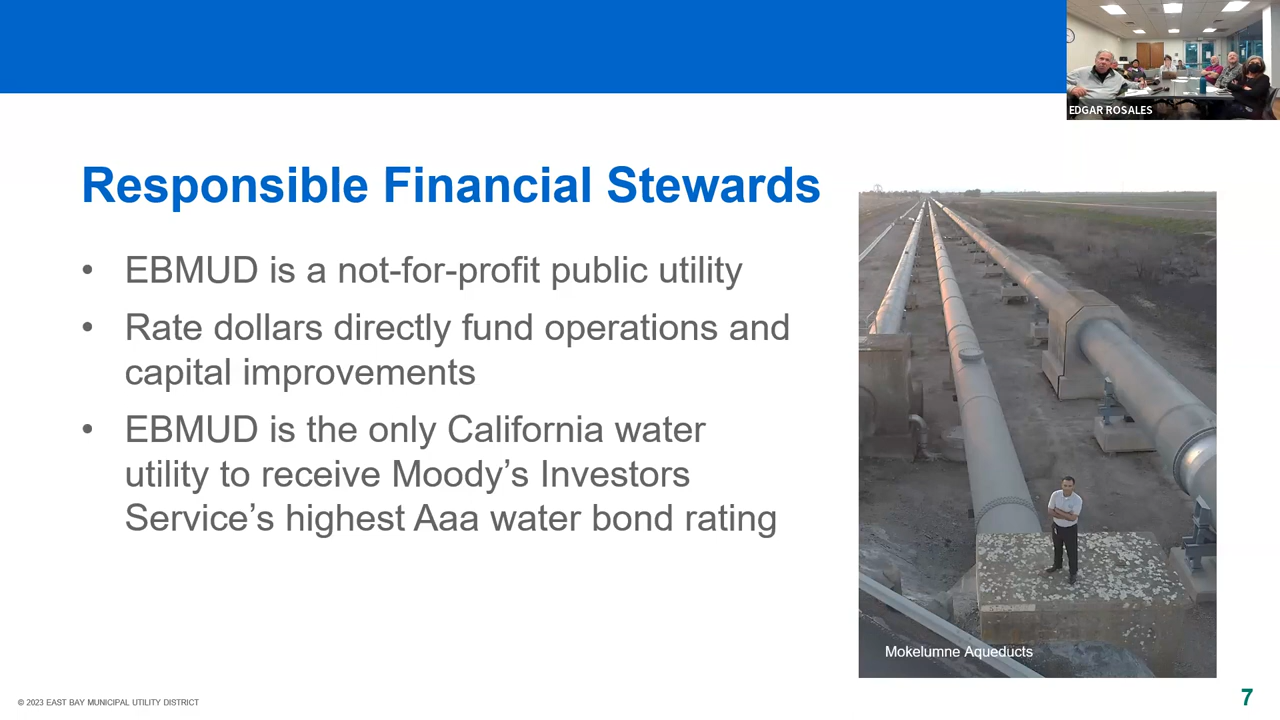 EDGAR ROSALES
Responsible Financial Stewards
• EBMUD is a not-for-profit public utility
• Rate dollars directly fund operations and
capital improvements
• EBMUD is the only California water
utility to receive Moody’s Investors
Service’s highest Aaa water bond rating
Mokelumne Aqueducts
© 2023 EAST BAY MUNICIPAL UTILITY DISTRICT
7